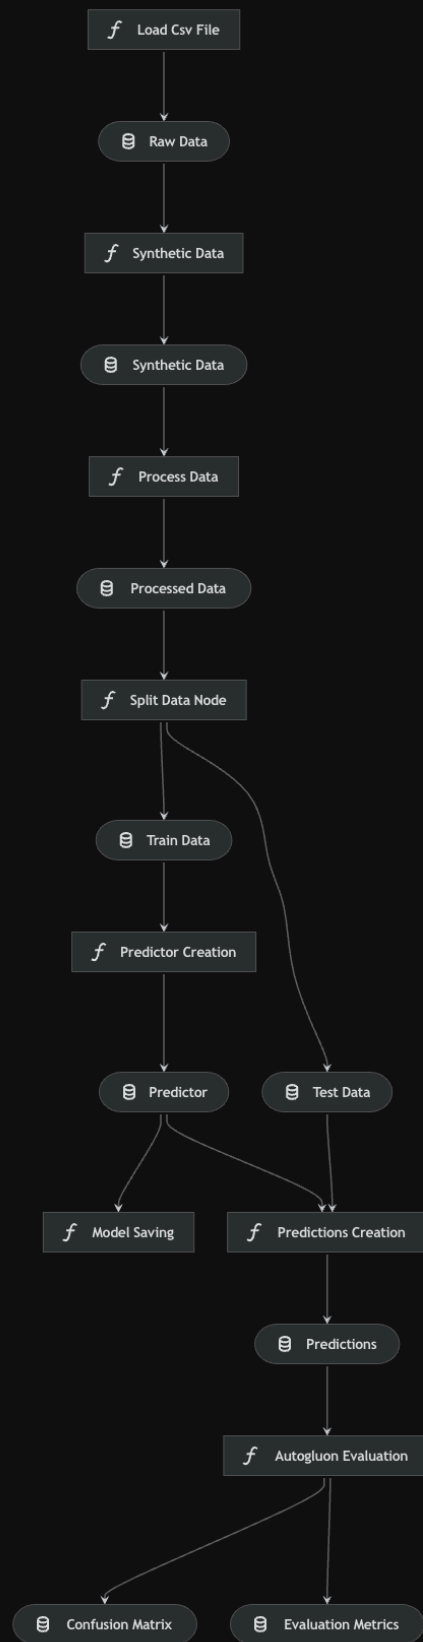 Load Csv File
Raw Data
Synthetic Data
Synthetic Data
Process Data
Processed Data
Split Data Node
Train Data
Predictor Creation
Predictor
Test Data
Model Saving
Predictions Creation
Predictions
Autogluon Evaluation
Confusion Matrix
Evaluation Metrics